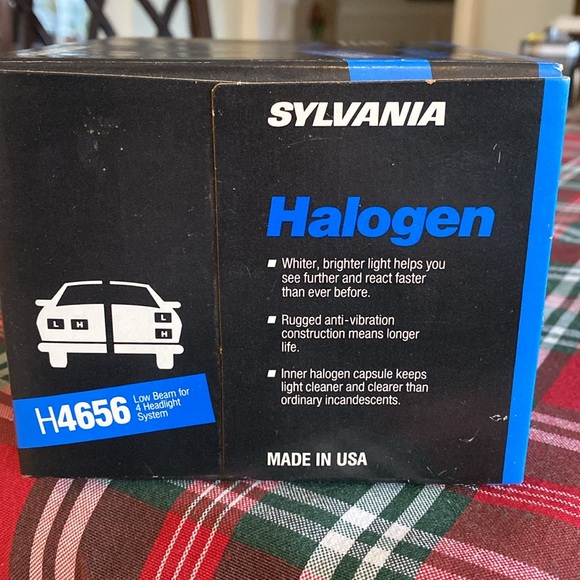 SYLVANIA
Halogen
■ Whiter, brighter light helps you
see further and react faster
than ever before.
■ Rugged anti-vibration
construction means longer
life.
■ Inner halogen capsule keeps
light cleaner and clearer than
ordinary incandescents.
MADE IN USA
L H
L
H
H4656 Low Beam for
4 Headlight
System